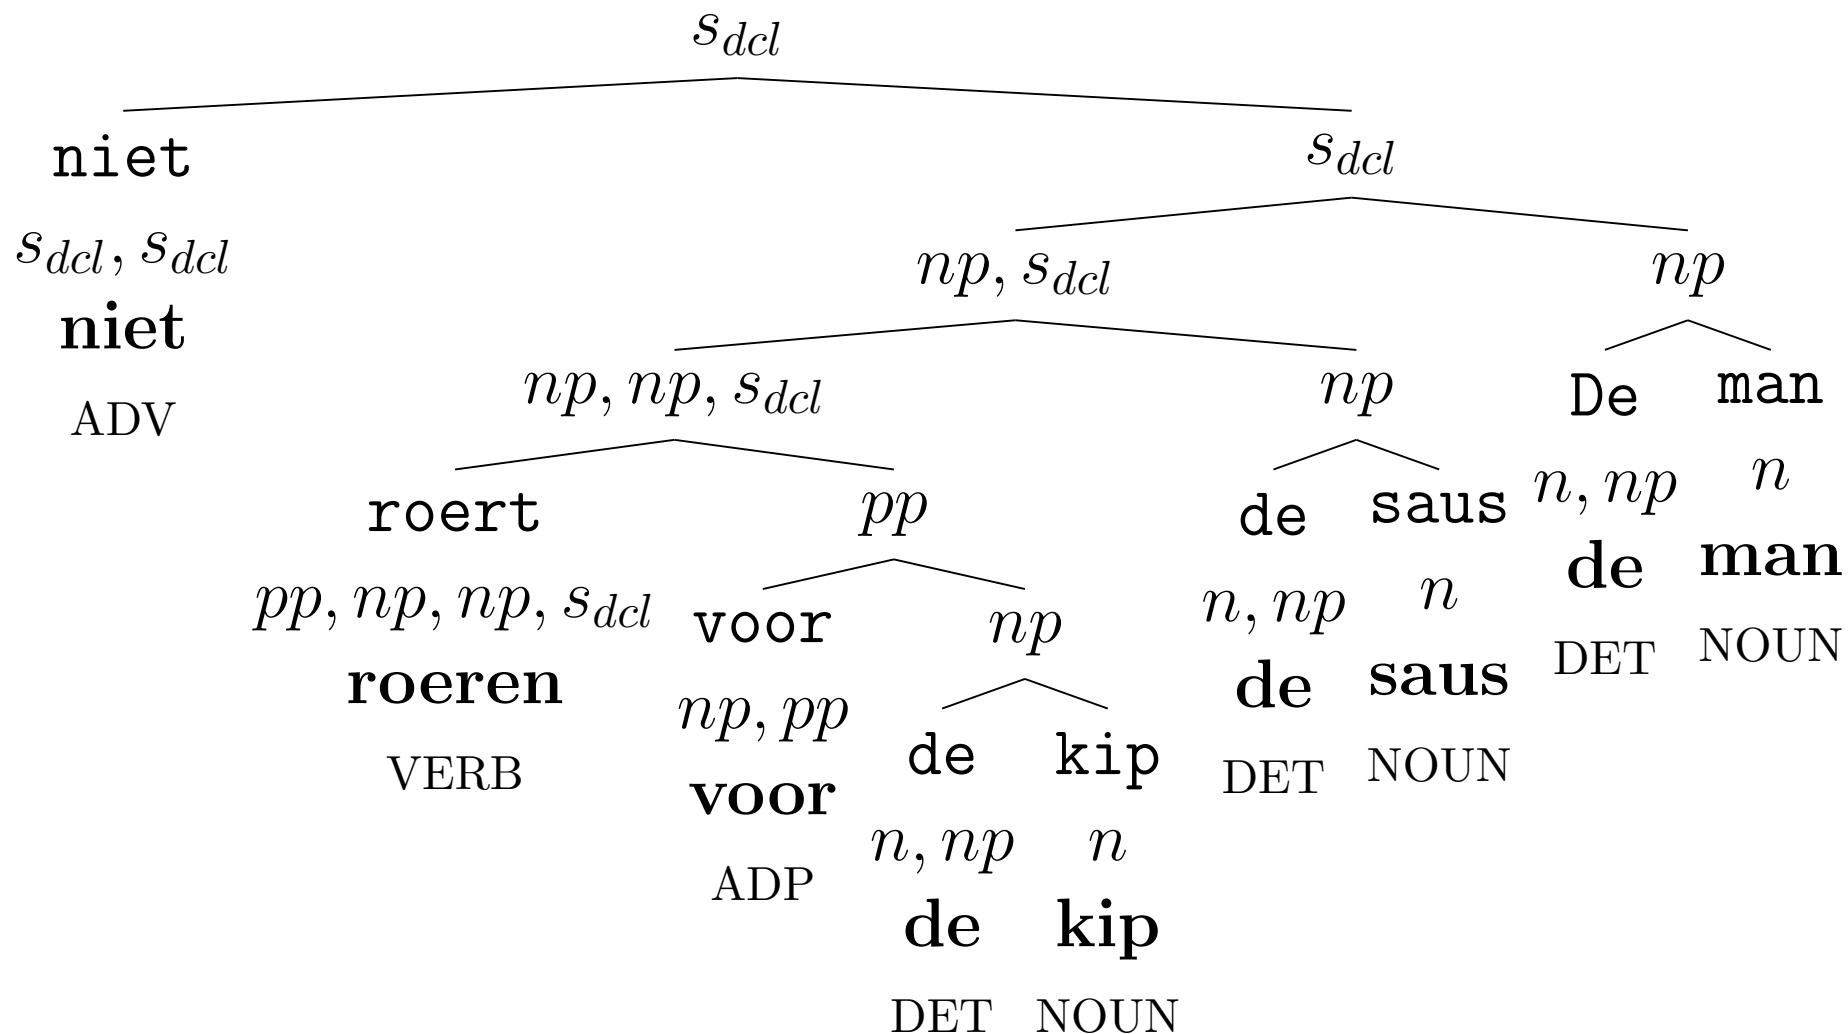 s_dcl
niet s_dcl
s_dcl, s_dcl np, s_dcl np
niet np, np, s_dcl np De man
ADV roert pp de saus n, np n
pp, np, np, s_dcl voor np n, np n de man
roeren np, pp de kip de saus DET NOUN
VERB voor n, np n DET NOUN
ADP de kip
DET NOUN